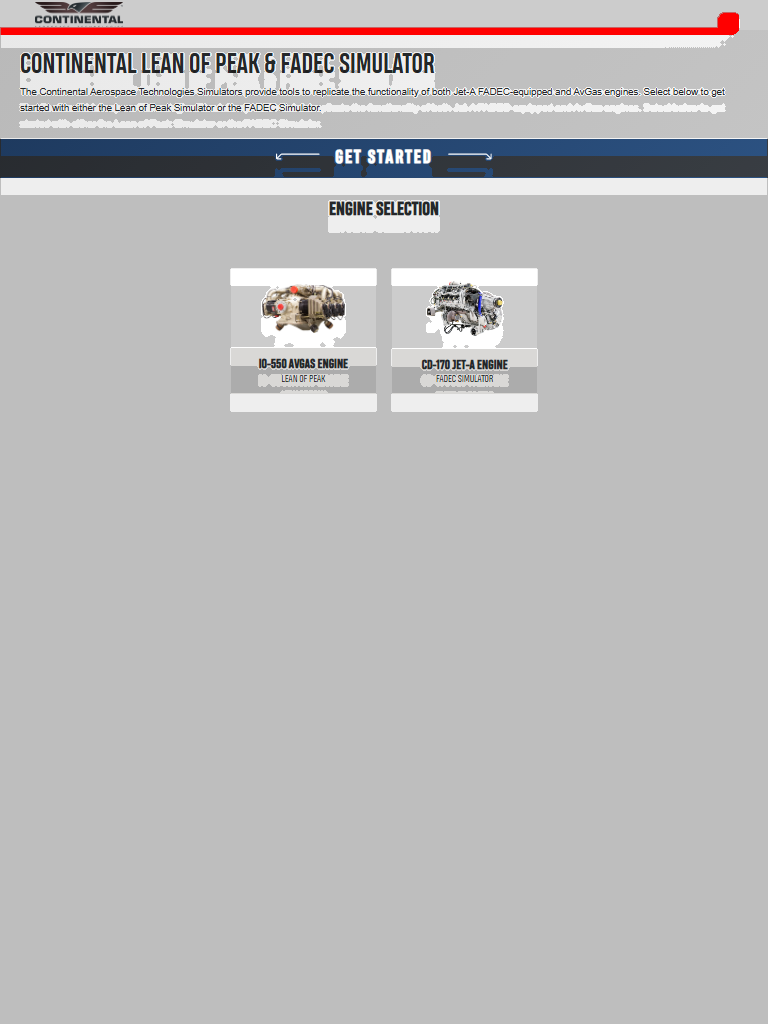 CONTINENTAL
CONTINENTAL LEAN OF PEAK & FADEC SIMULATOR
The Continental Aerospace Technologies Simulators provide tools to replicate the functionality of both Jet-A FADEC-equipped and AvGas engines. Select below to get
started with either the Lean of Peak Simulator or the FADEC Simulator.
GET STARTED
ENGINE SELECTION
IO-550 AVGAS ENGINE
LEAN OF PEAK
CD-170 JET-A ENGINE
FADEC SIMULATOR